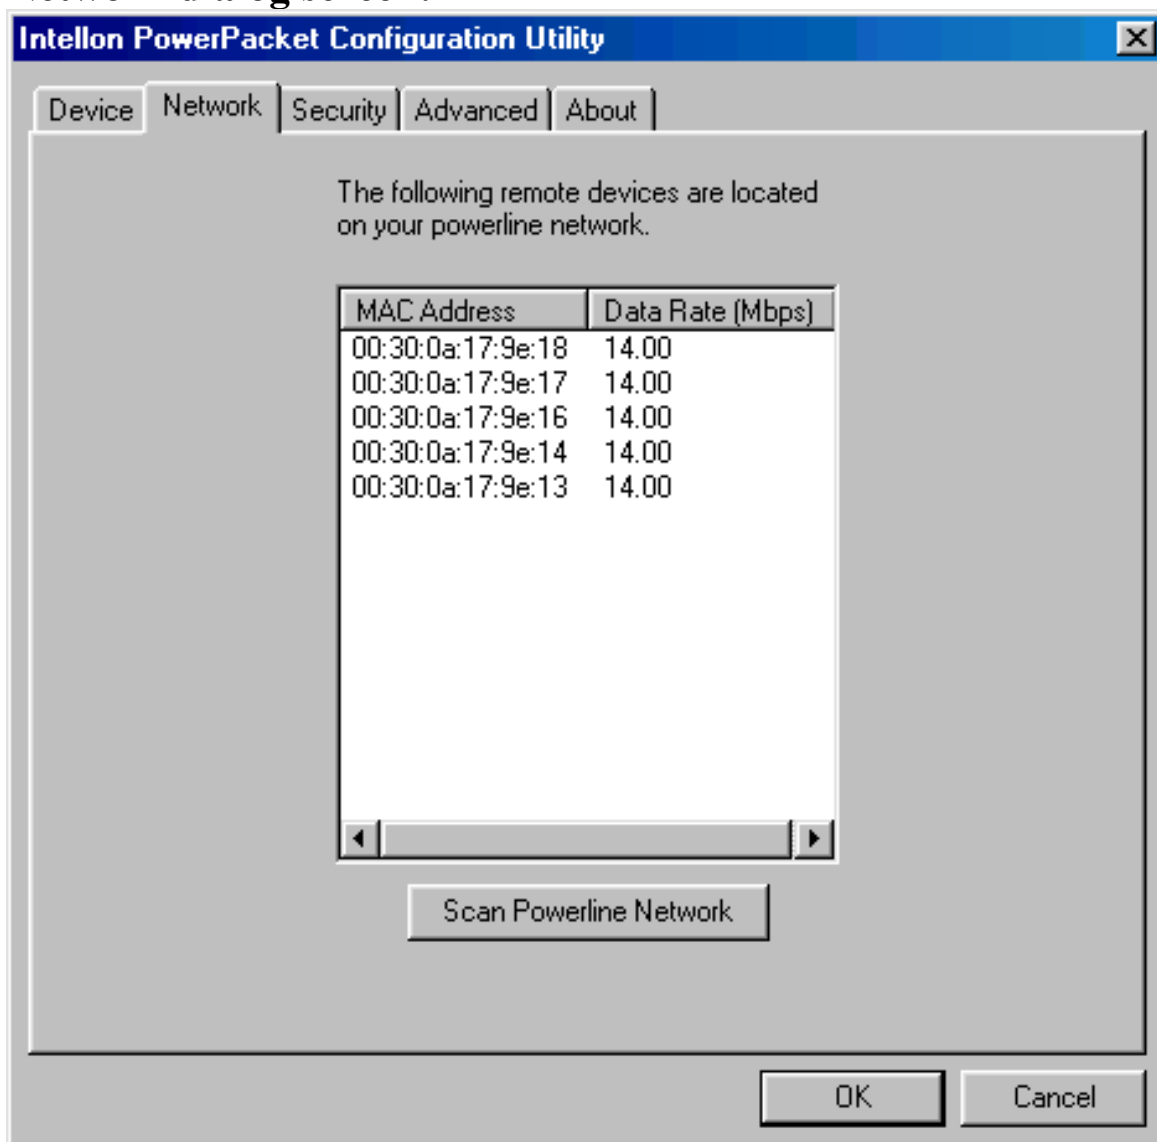 Intellon PowerPacket Configuration Utility
Device Network Security Advanced About
The following remote devices are located
on your powerline network.
MAC Address Data Rate (Mbps)
00:30:0a:17:9e:18 14.00
00:30:0a:17:9e:17 14.00
00:30:0a:17:9e:16 14.00
00:30:0a:17:9e:14 14.00
00:30:0a:17:9e:13 14.00
Scan Powerline Network
OK Cancel